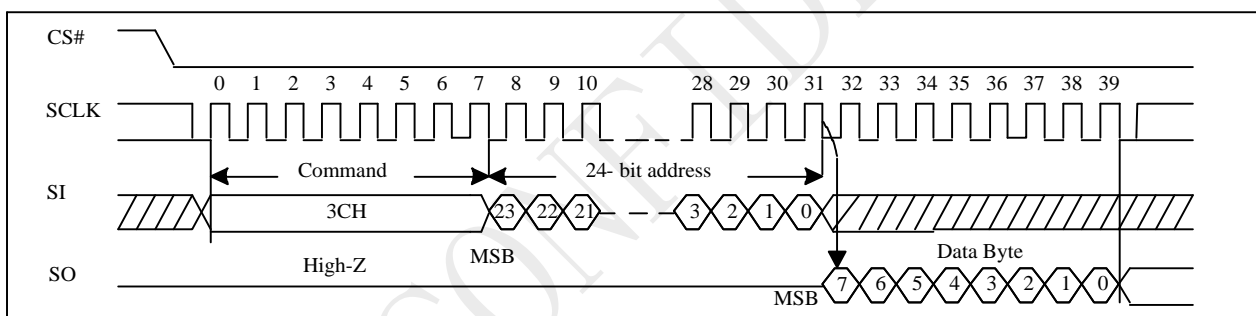 CS#
0 1 2 3 4 5 6 7 8 9 10 28 29 30 31 32 33 34 35 36 37 38 39
SCLK
Command 24- bit address
SI
3CH 23 22 21 3 2 1 0
High-Z MSB Data Byte
SO
MSB 7 6 5 4 3 2 1 0